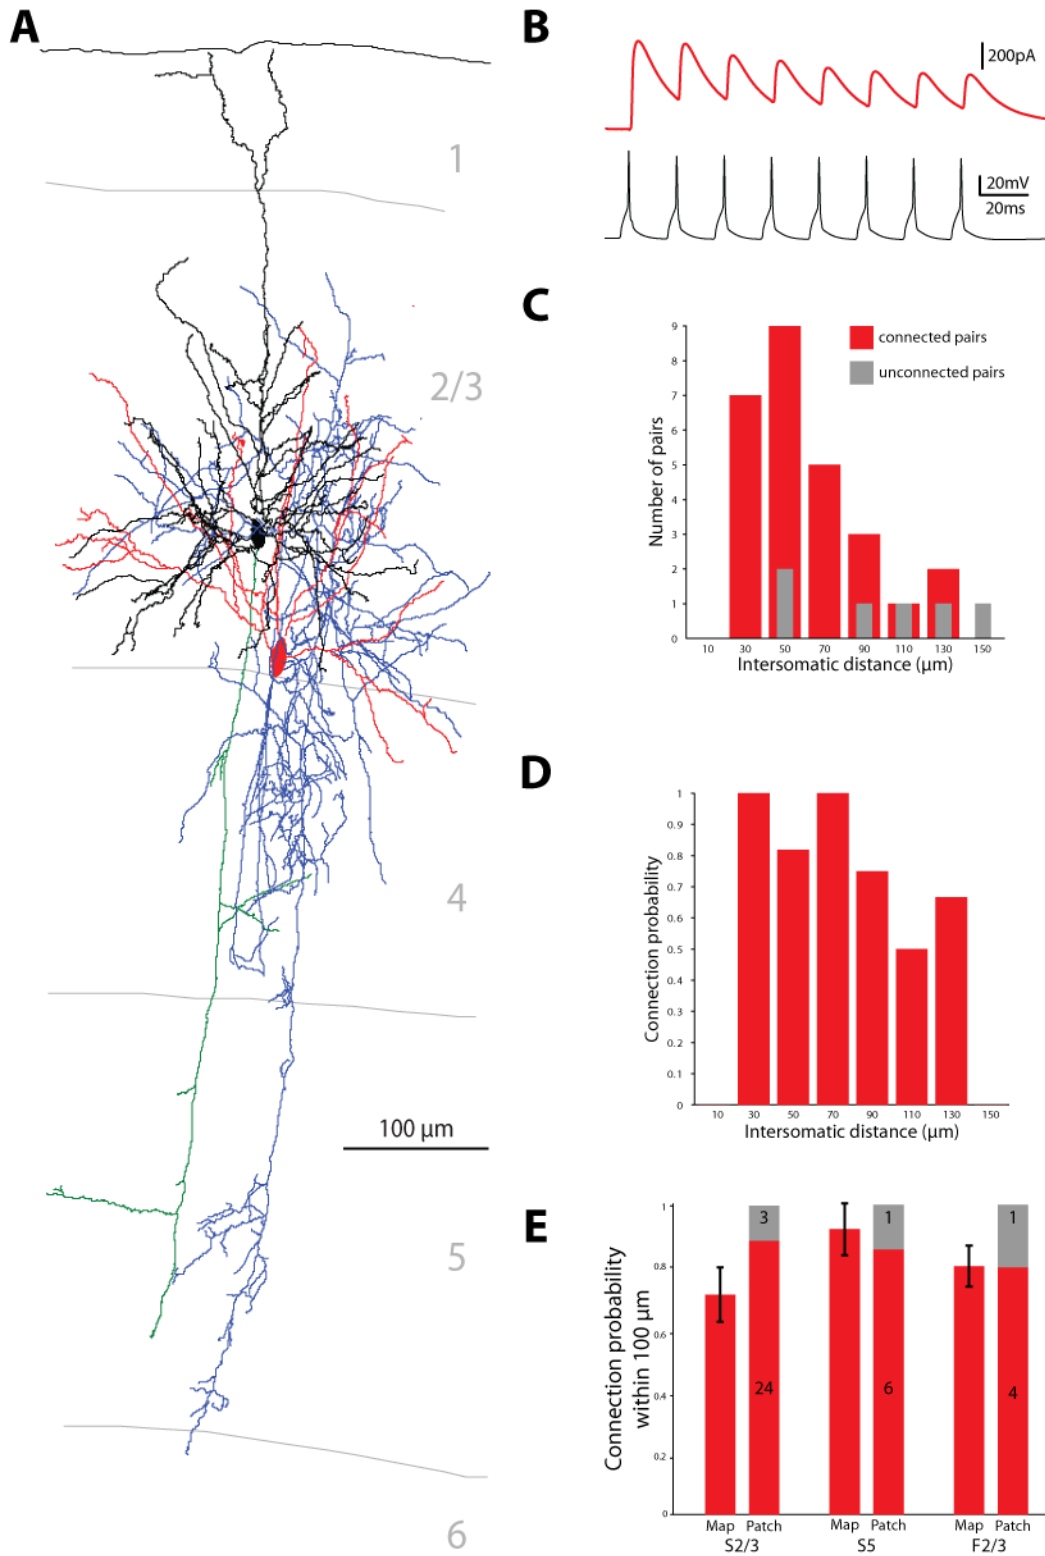 A
1
2/3
4
100 µm
5
6
B
200pA
20mV
20ms
C
9
8
7
6
5
4
3
2
1
0
Number of pairs
connected pairs
unconnected pairs
10 30 50 70 90 110 130 150
Intersomatic distance (µm)
D
1
0.9
0.8
0.7
0.6
0.5
0.4
0.3
0.2
0.1
0
Connection probability
10 30 50 70 90 110 130 150
Intersomatic distance (µm)
E
1
0.8
0.6
0.4
0.2
0
Connection probability
within 100 µm
3 1 1
24 6 4
Map Patch Map Patch Map Patch
S2/3 S5 F2/3